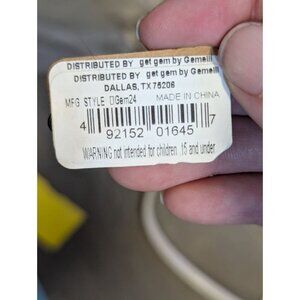 DISTRIBUTED BY get gem by Gemelli
DISTRIBUTED BY get gem by Gemelli
DALLAS, TX 75206
MFG STYLE □Gem24 MADE IN CHINA
4 92152 01645 7
WARNING not intended for children 15 and under